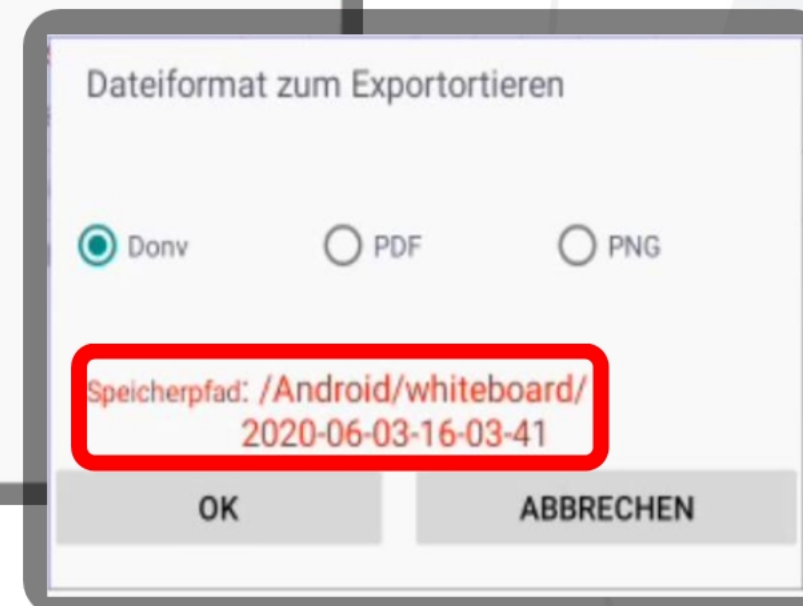 Dateiformat zum Exportortieren
Donv PDF PNG
Speicherpfad: /Android/whiteboard/
2020-06-03-16-03-41
OK ABBRECHEN